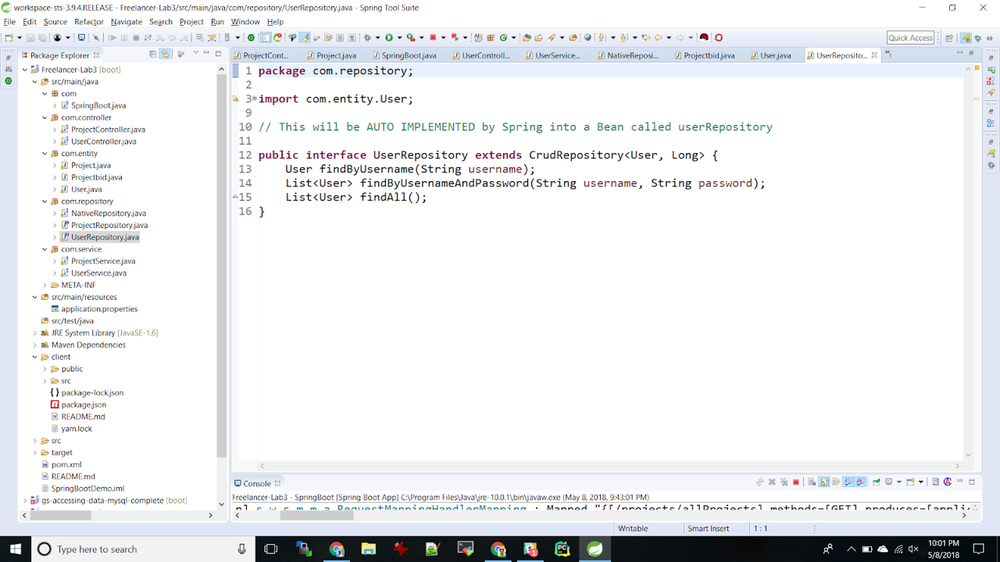 workspace-sts-3.9.4.RELEASE - Freelancer-Lab3/src/main/java/com/repository/UserRepository.java - Spring Tool Suite
File Edit Source Refactor Navigate Search Project Run Window Help
Quick Access
Package Explorer
ProjectCont... Project.java SpringBoot.java UserControll... UserService... NativeReposi... Projectbid.java User.java UserReposito...
Freelancer-Lab3 [boot]
src/main/java
com
SpringBoot.java
com.controller
ProjectController.java
UserController.java
com.entity
Project.java
Projectbid.java
User.java
com.repository
NativeRepository.java
ProjectRepository.java
UserRepository.java
com.service
ProjectService.java
UserService.java
META-INF
src/main/resources
application.properties
src/test/java
JRE System Library [JavaSE-1.6]
Maven Dependencies
client
public
src
package-lock.json
package.json
README.md
yarn.lock
src
target
pom.xml
README.md
SpringBootDemo.iml
gs-accessing-data-mysql-complete [boot]
1 package com.repository;
2
3 import com.entity.User;
9
10 // This will be AUTO IMPLEMENTED by Spring into a Bean called userRepository
11
12 public interface UserRepository extends CrudRepository<User, Long> {
13 User findByUsername(String username);
14 List<User> findByUsernameAndPassword(String username, String password);
15 List<User> findAll();
16 }
Console
Freelancer-Lab3 - SpringBoot [Spring Boot App] C:\Program Files\Java\jre-10.0.1\bin\javaw.exe (May 8, 2018, 9:43:01 PM)
nl s.w.s.m.m.a.RequestMappingHandlerMapping : Mapped "{[/projects/allProjects],methods=[GET],produces=[applic
Writable Smart Insert 1 : 1
Type here to search
10:01 PM
5/8/2018